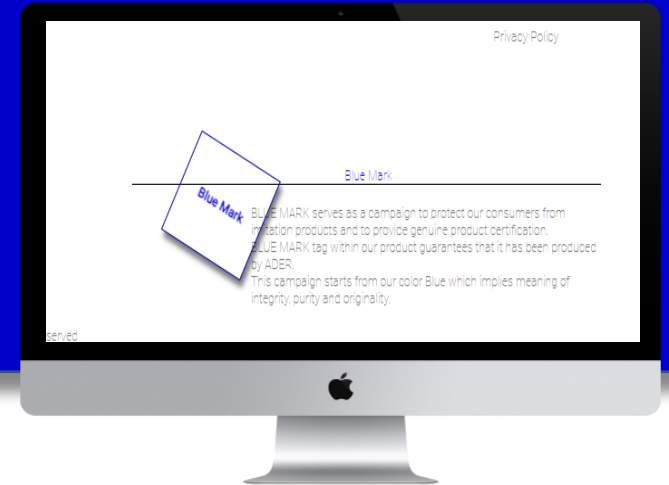 Privacy Policy
Blue Mark
Blue Mark
BLUE MARK serves as a campaign to protect our consumers from
imitation products and to provide genuine product certification.
BLUE MARK tag within our product guarantees that it has been produced
by ADER.
This campaign starts from our color Blue which implies meaning of
integrity, purity and originality.
served